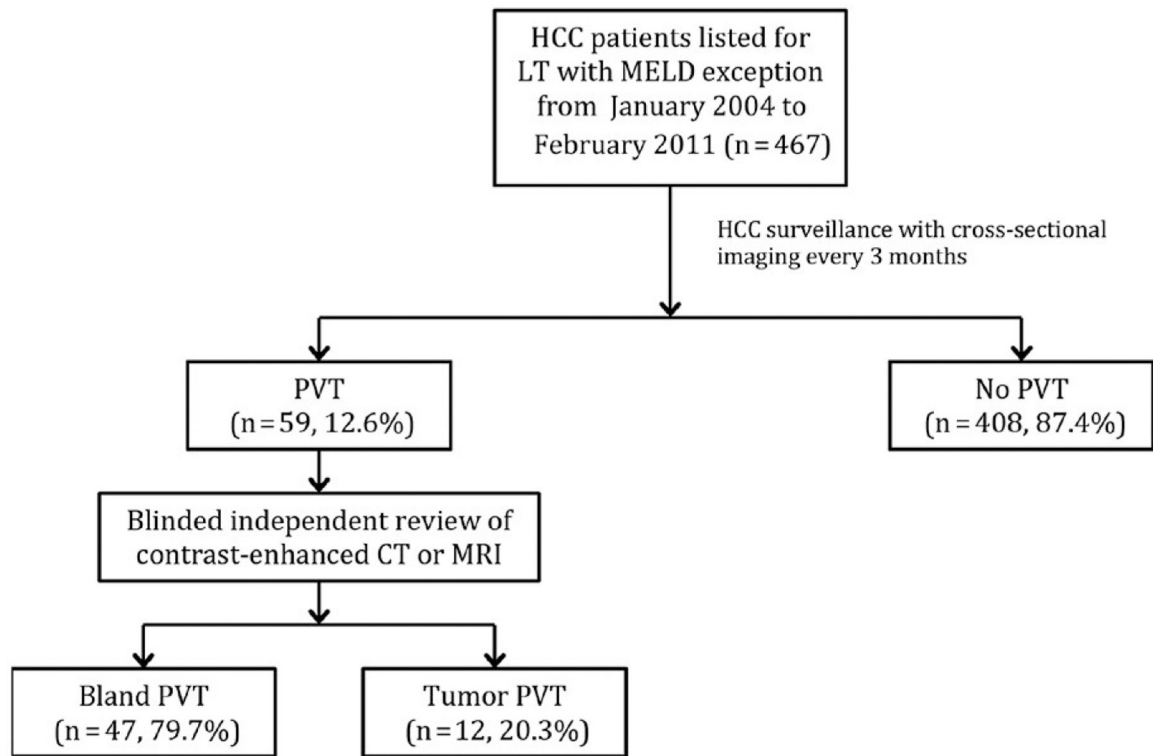 HCC patients listed for
LT with MELD exception
from January 2004 to
February 2011 (n = 467)
HCC surveillance with cross-sectional
imaging every 3 months
PVT
(n = 59, 12.6%)
No PVT
(n = 408, 87.4%)
Blinded independent review of
contrast-enhanced CT or MRI
Bland PVT
(n = 47, 79.7%)
Tumor PVT
(n = 12, 20.3%)